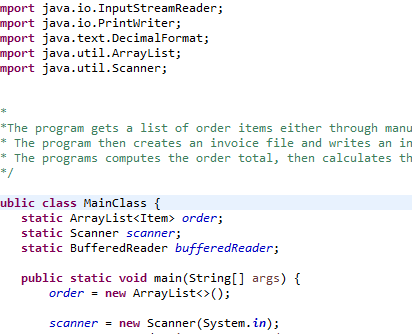 mport java.io.InputStreamReader;
mport java.io.PrintWriter;
mport java.text.DecimalFormat;
mport java.util.ArrayList;
mport java.util.Scanner;
*
*The program gets a list of order items either through manu
* The program then creates an invoice file and writes an in
* The programs computes the order total, then calculates th
*/
ublic class MainClass {
static ArrayList<Item> order;
static Scanner scanner;
static BufferedReader bufferedReader;
public static void main(String[] args) {
order = new ArrayList<>();
scanner = new Scanner(System.in);